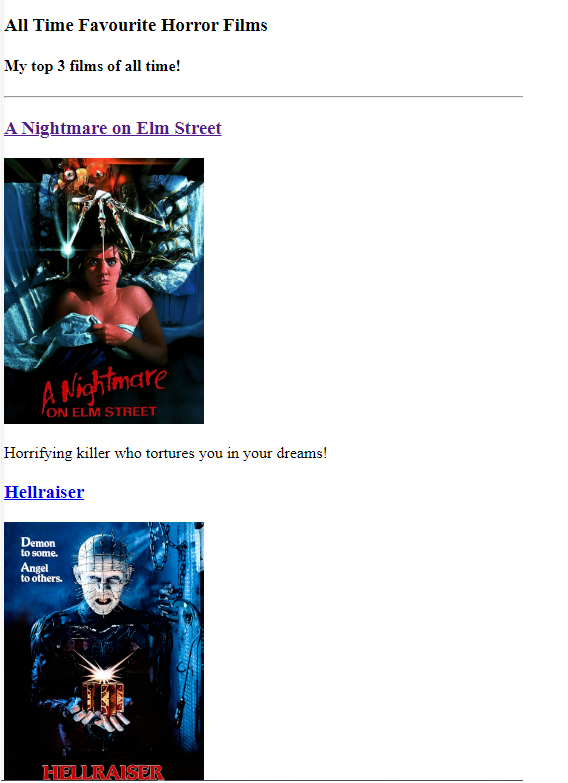 All Time Favourite Horror Films
My top 3 films of all time!
A Nightmare on Elm Street
A Nightmare
ON ELM STREET
Horrifying killer who tortures you in your dreams!
Hellraiser
Demon
to some.
Angel
to others.
HELLRAISER